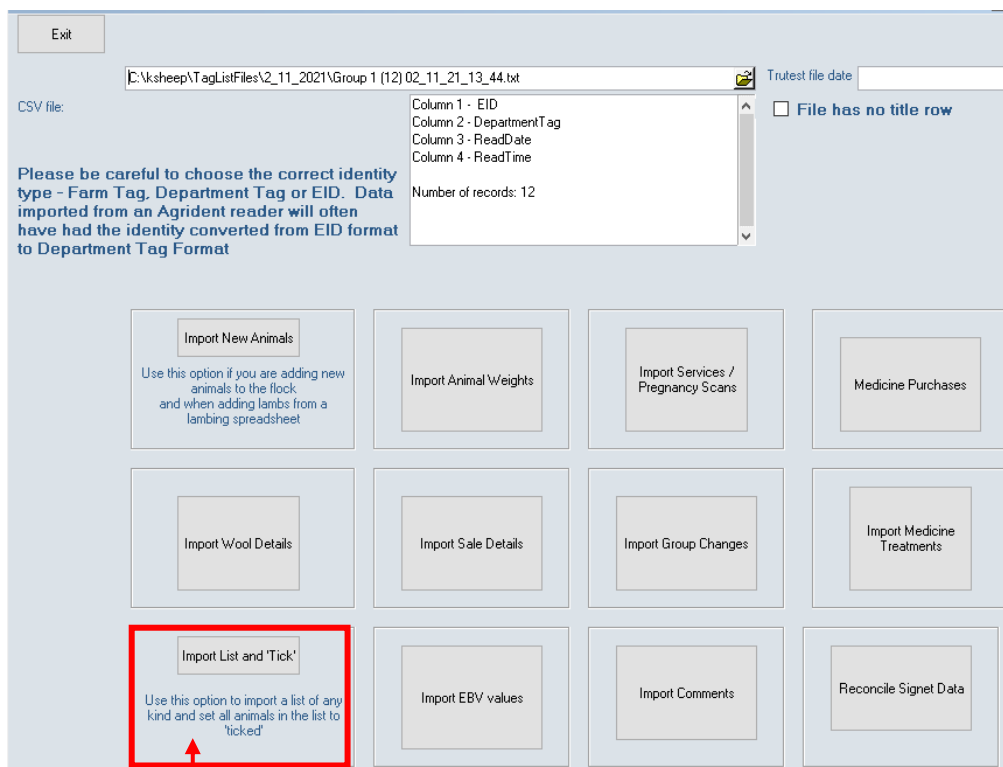 Exit
C:\ksheep\TagListFiles\2_11_2021\Group 1 (12) 02_11_21_13_44.txt
Trutest file date
CSV file:
Column 1 - EID
Column 2 - DepartmentTag
Column 3 - ReadDate
Column 4 - ReadTime
Number of records: 12
File has no title row
Please be careful to choose the correct identity
type - Farm Tag, Department Tag or EID. Data
imported from an Agrident reader will often
have had the identity converted from EID format
to Department Tag Format
Import New Animals
Use this option if you are adding new
animals to the flock
and when adding lambs from a
lambing spreadsheet
Import Animal Weights
Import Services /
Pregnancy Scans
Medicine Purchases
Import Wool Details
Import Sale Details
Import Group Changes
Import Medicine
Treatments
Import List and 'Tick'
Use this option to import a list of any
kind and set all animals in the list to
'ticked'
Import EBV values
Import Comments
Reconcile Signet Data